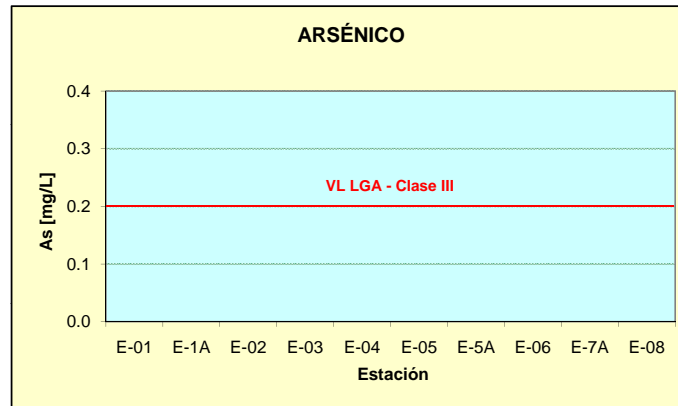 ARSÉNICO
0.4
0.3
VL LGA - Clase III
0.2
0.1
0.0
As [mg/L]
E-01 E-1A E-02 E-03 E-04 E-05 E-5A E-06 E-7A E-08
Estación